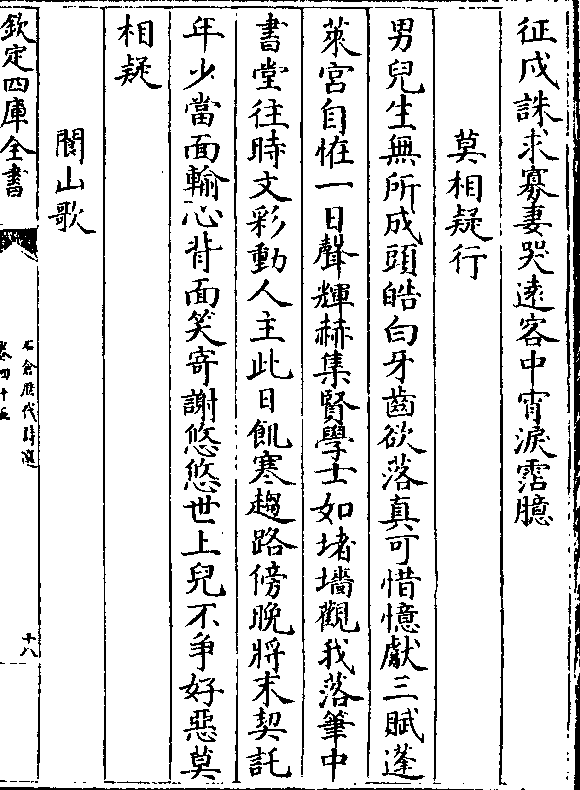 征戍誅求寡妻哭遠客中宵淚霑臆
莫相疑行
男兒生無所成頭皓白牙齒欲落真可惜憶獻三賦蓬
萊宮自怪一日聲輝赫集賢學士如堵墻觀我落筆中
書堂往時文彩動人主此日飢寒趨路傍晩將末契託
年少當面輸心背面笑寄謝悠悠世上兒不爭好惡莫
相疑
閬山歌
欽定四庫全書
石倉歷代詩選
卷四十五
十八